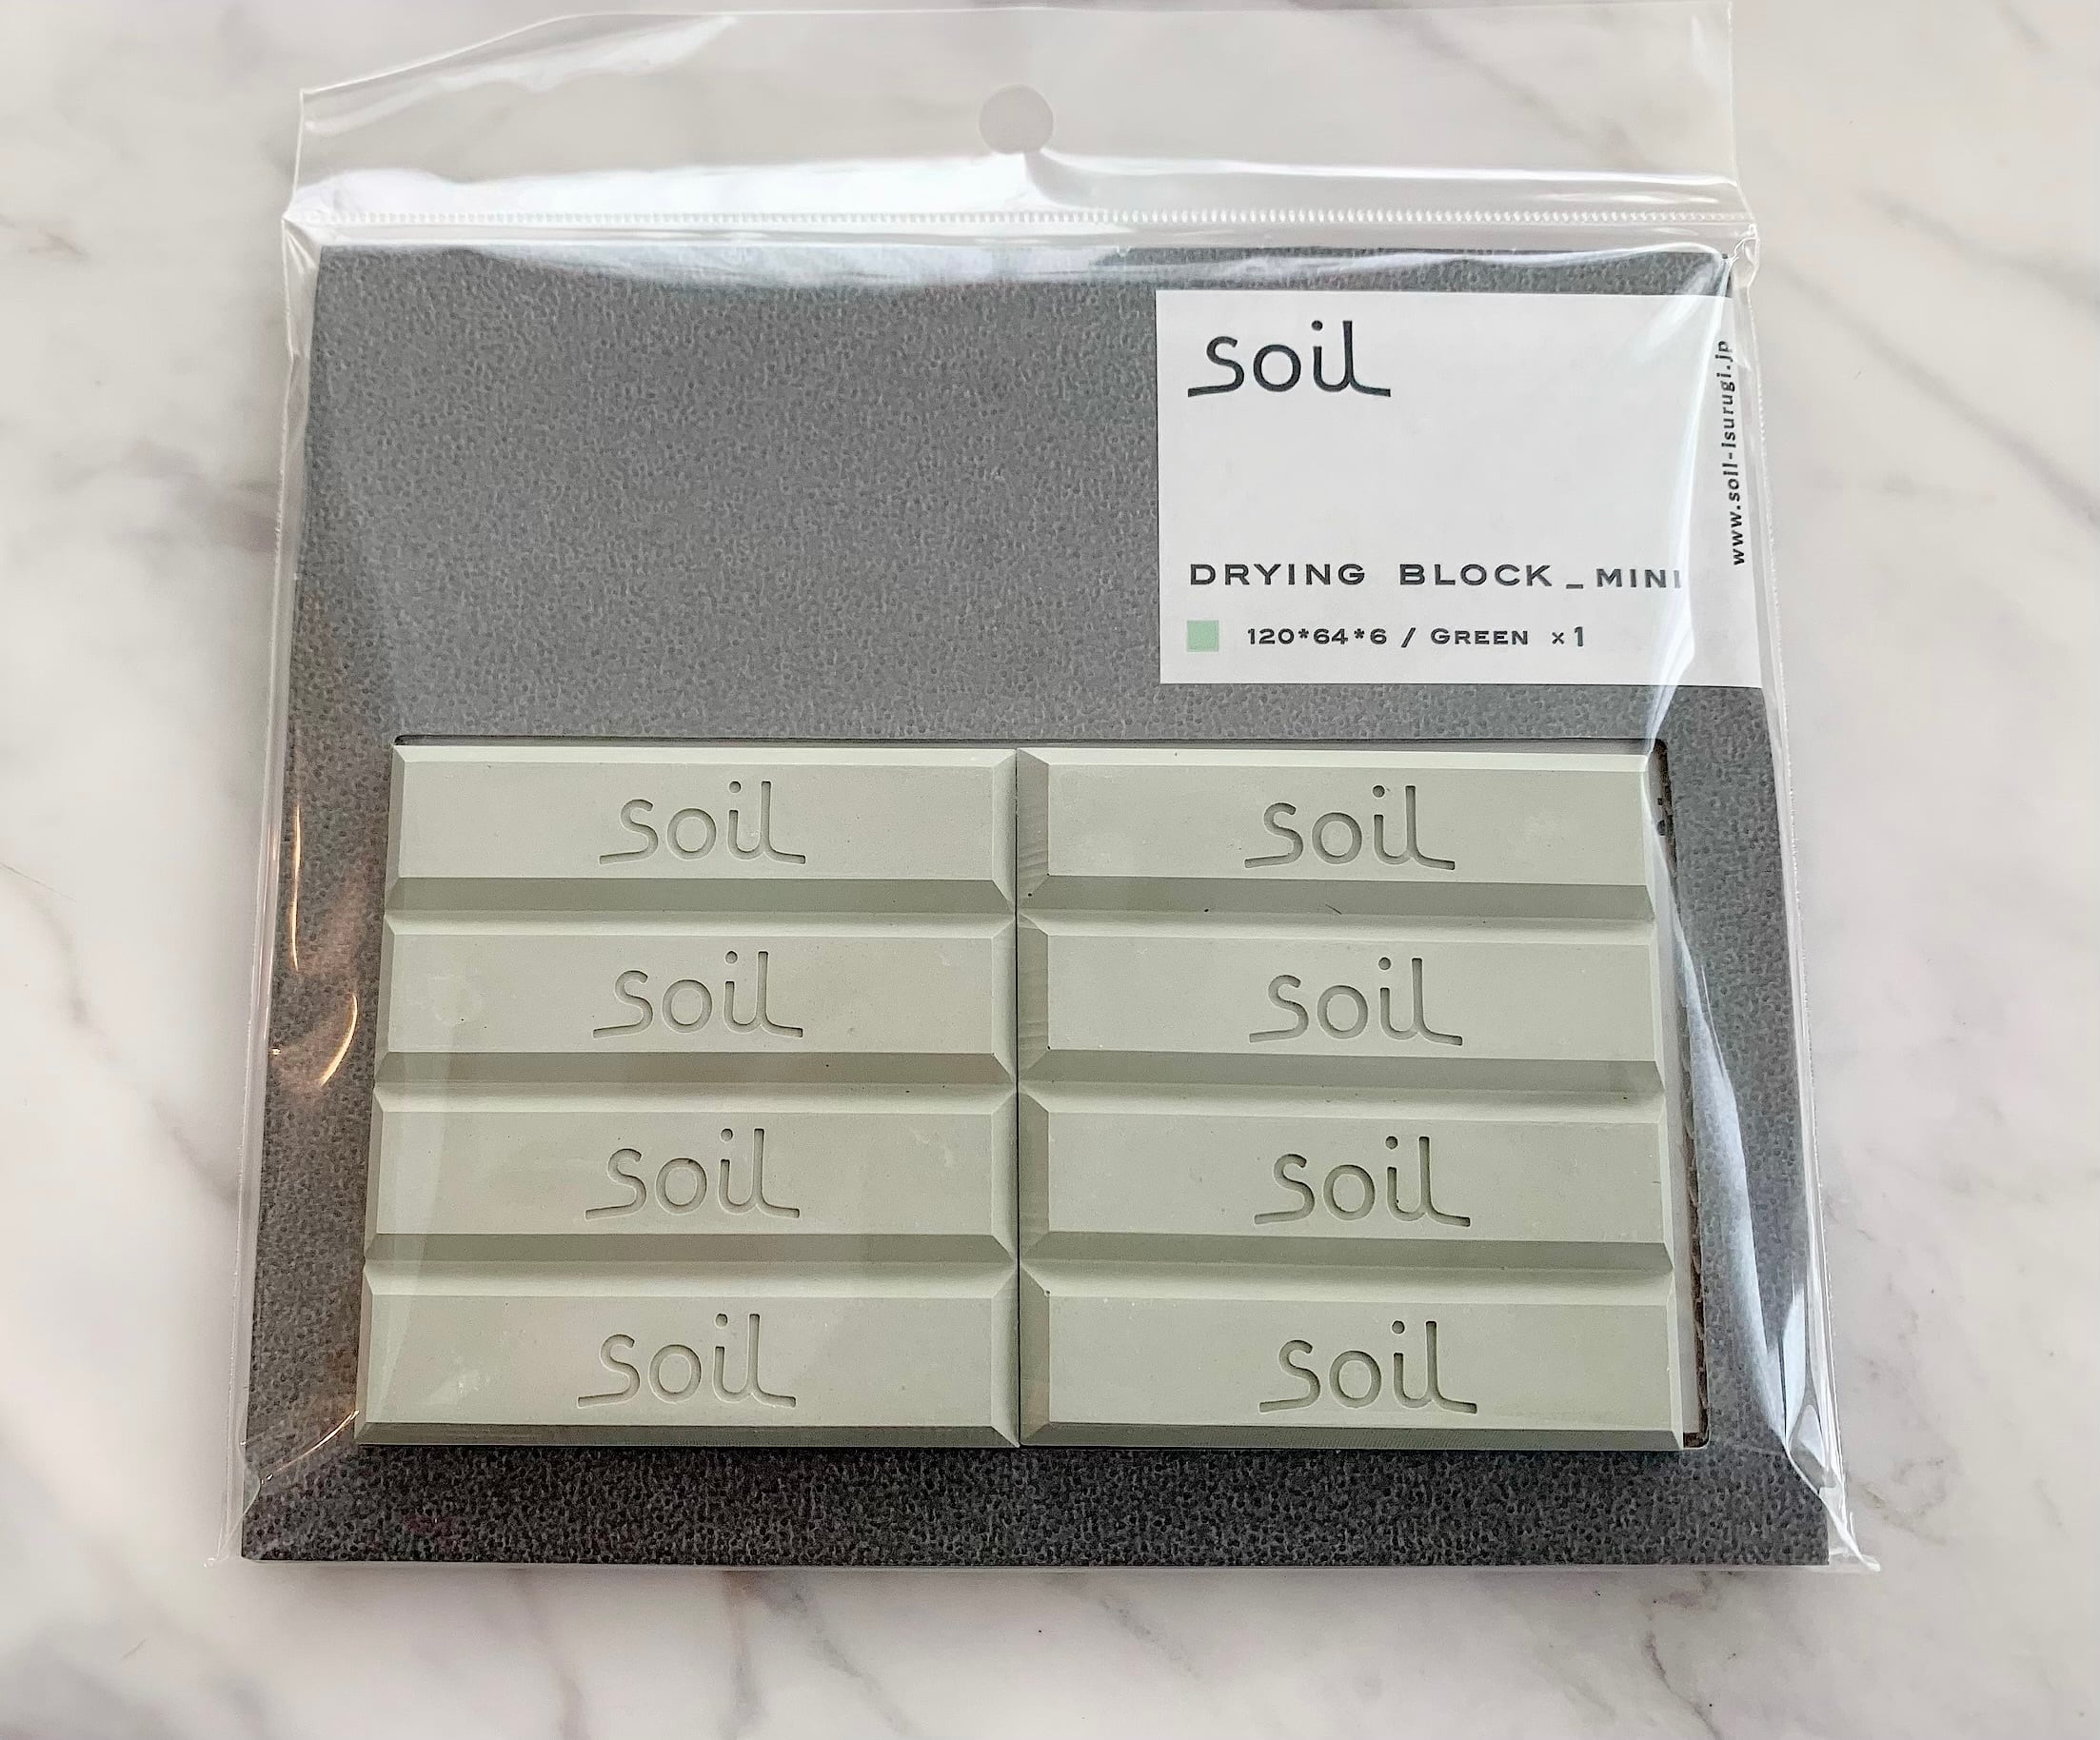 soil
www.soil-isurugi.jp
DRYING BLOCK_MINI
120*64*6 / GREEN ×1
soil soil
soil soil
soil soil
soil soil